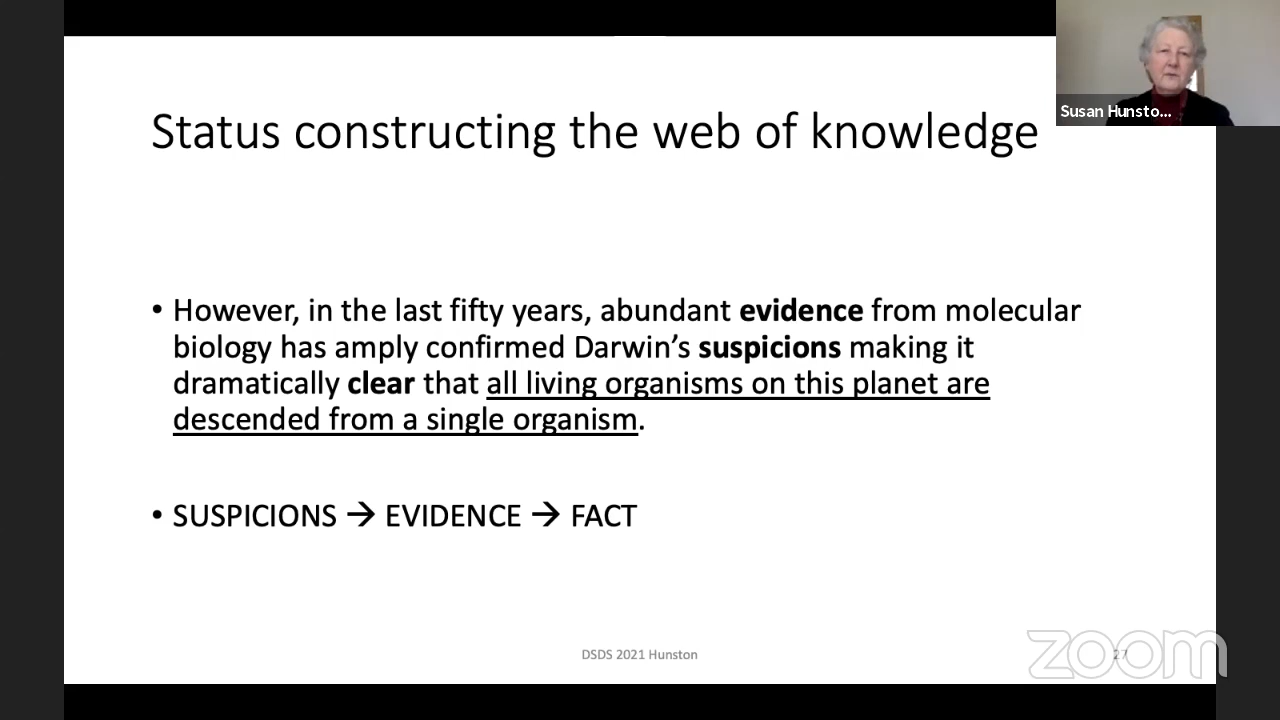 Susan Hunsto...
Status constructing the web of knowledge
• However, in the last fifty years, abundant evidence from molecular
biology has amply confirmed Darwin’s suspicions making it
dramatically clear that all living organisms on this planet are
descended from a single organism.
• SUSPICIONS → EVIDENCE → FACT
DSDS 2021 Hunston
27
zoom